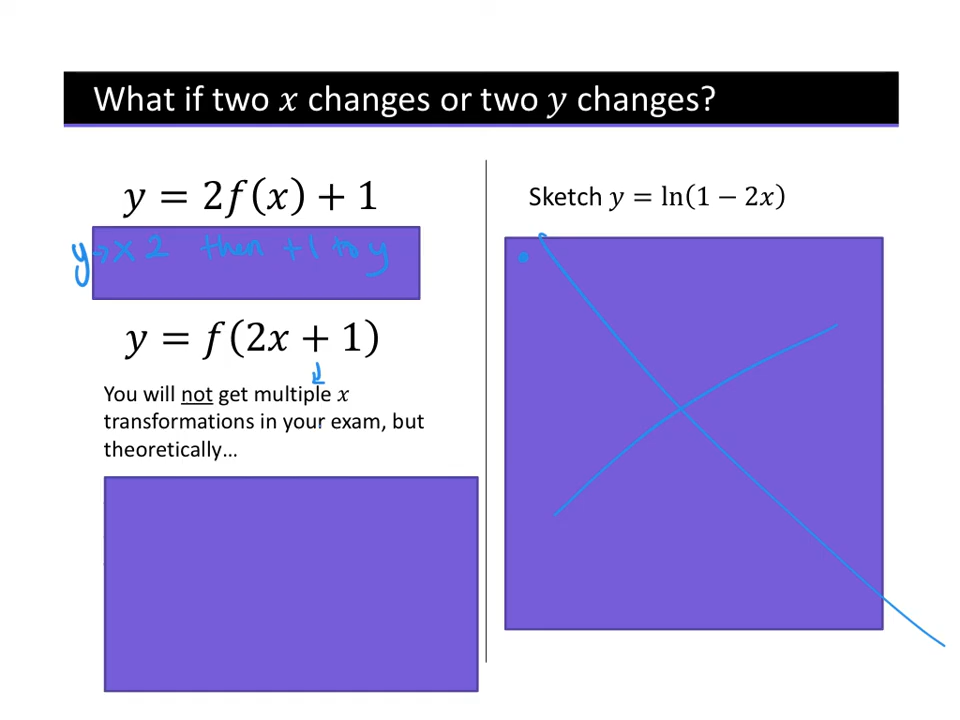 What if two x changes or two y changes?
y = 2f(x) + 1
y → × 2 then +1 to y
y = f(2x + 1)
You will not get multiple x
transformations in your exam, but
theoretically…
Sketch y = ln(1 − 2x)